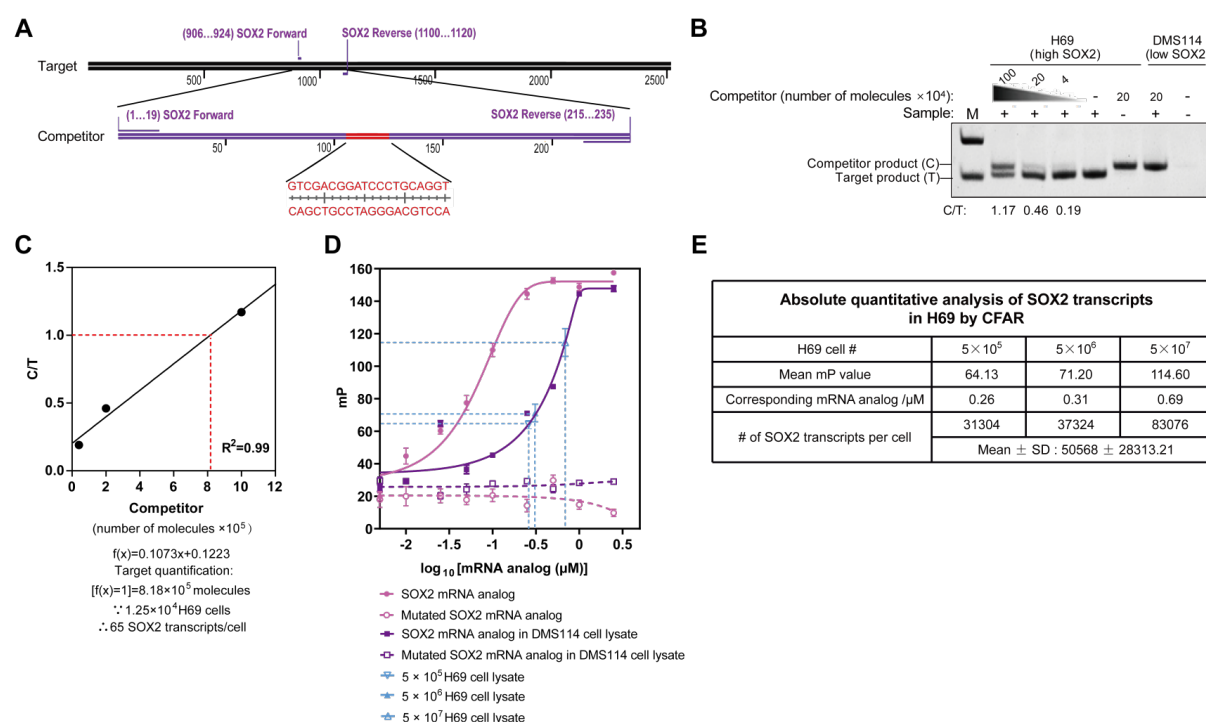 A
(906...924) SOX2 Forward
SOX2 Reverse (1100...1120)
Target
500
1000
1500
2000
2500
(1...19) SOX2 Forward
SOX2 Reverse (215...235)
Competitor
50
100
150
200
GTCGACGGATCCCTGCAGGT
CAGCTGCCTAGGGACGTCCA
B
H69
(high SOX2)
DMS114
(low SOX2
100 20 4
Competitor (number of molecules ×10⁴): - 20 20 -
Sample: M + + + + - + -
Competitor product (C)
Target product (T)
C/T: 1.17 0.46 0.19
C
1.5
1.0
0.5
0.0
C/T
R²=0.99
0 2 4 6 8 10 12
Competitor
(number of molecules ×10⁵)
f(x)=0.1073x+0.1223
Target quantification:
[f(x)=1]=8.18×10⁵ molecules
∵ 1.25×10⁴ H69 cells
∴ 65 SOX2 transcripts/cell
D
160
140
120
100
80
60
40
20
0
mP
-2 -1.5 -1 -0.5 0 0.5
log₁₀[mRNA analog (μM)]
SOX2 mRNA analog
Mutated SOX2 mRNA analog
SOX2 mRNA analog in DMS114 cell lysate
Mutated SOX2 mRNA analog in DMS114 cell lysate
5 × 10⁵ H69 cell lysate
5 × 10⁶ H69 cell lysate
5 × 10⁷ H69 cell lysate
E
Absolute quantitative analysis of SOX2 transcripts
in H69 by CFAR
H69 cell # 5×10⁵ 5×10⁶ 5×10⁷
Mean mP value 64.13 71.20 114.60
Corresponding mRNA analog /μM 0.26 0.31 0.69
# of SOX2 transcripts per cell 31304 37324 83076
Mean ± SD : 50568 ± 28313.21